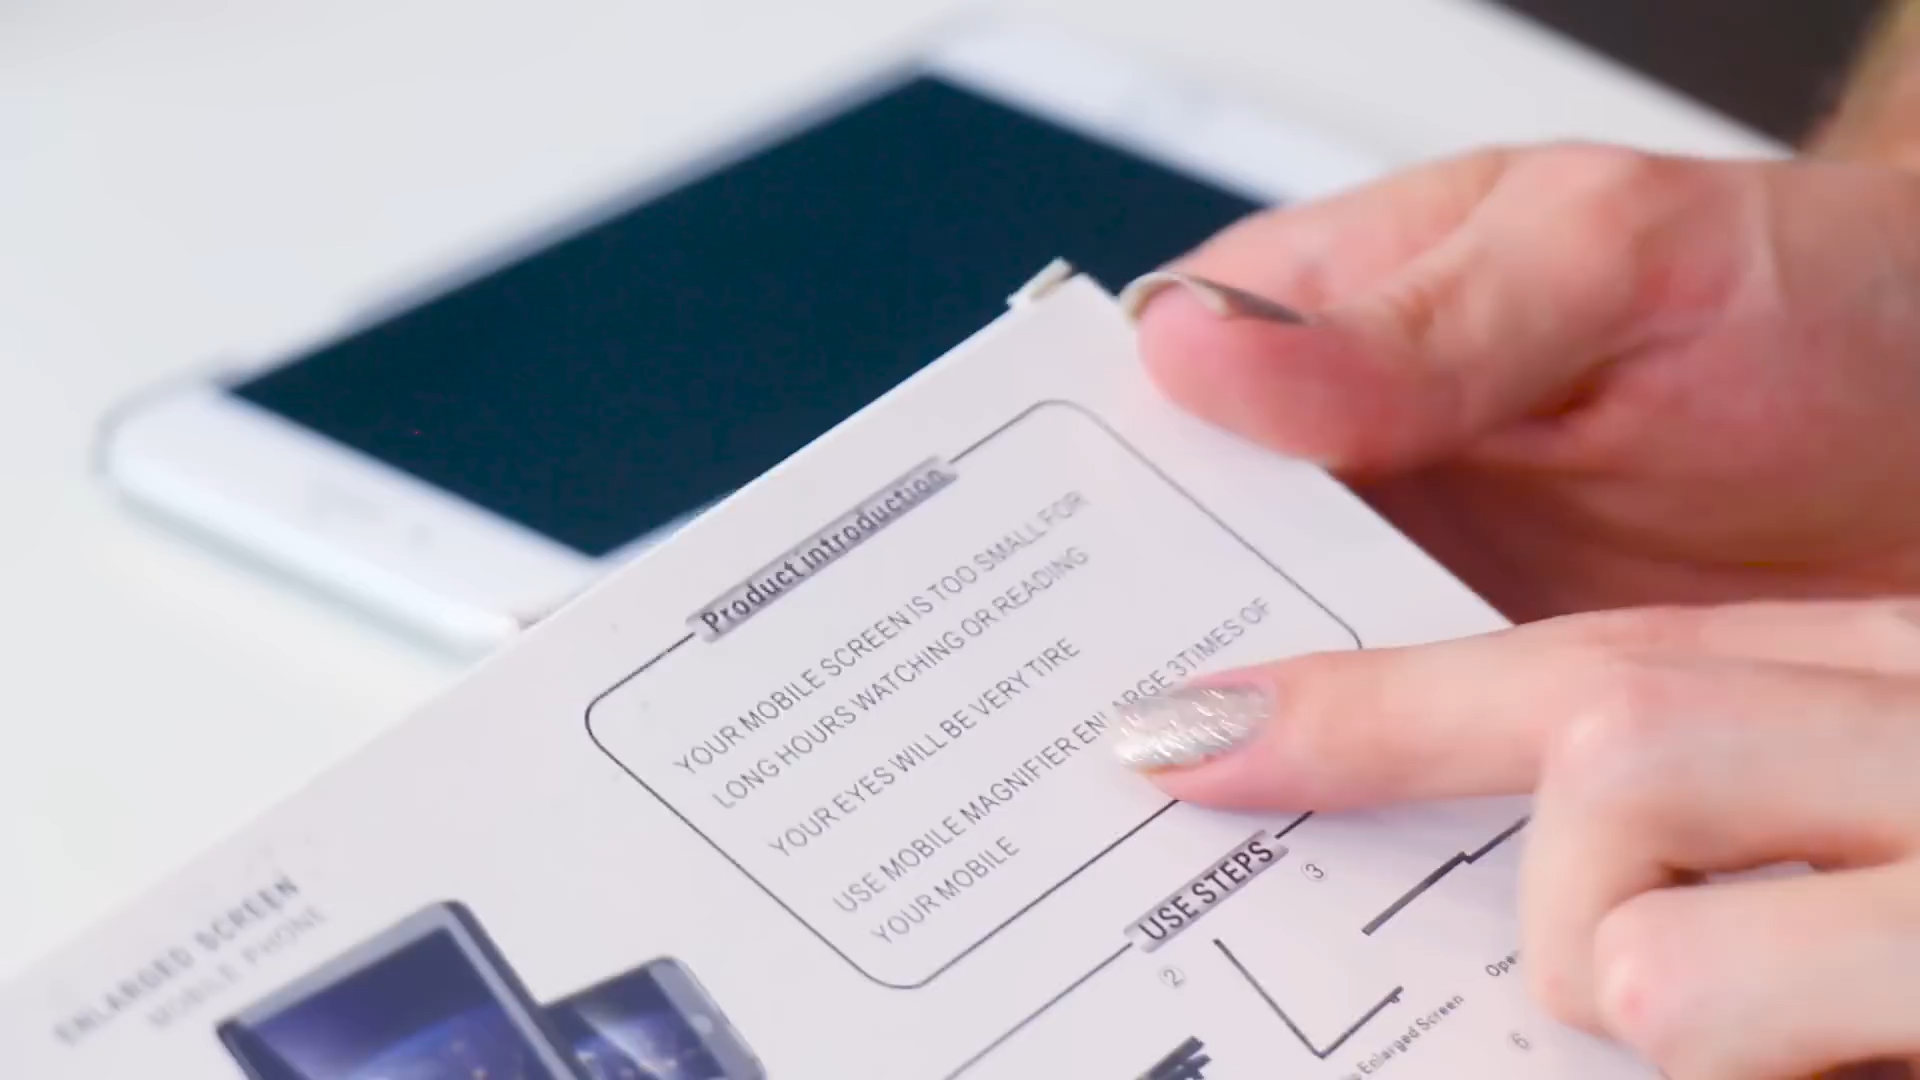 Product introduction
YOUR MOBILE SCREEN IS TOO SMALL FOR
LONG HOURS WATCHING OR READING
YOUR EYES WILL BE VERY TIRE
USE MOBILE MAGNIFIER ENLARGE 3TIMES OF
YOUR MOBILE
ENLARGED SCREEN
MOBILE PHONE
USE STEPS
②
③
Enlarged Screen
⑥